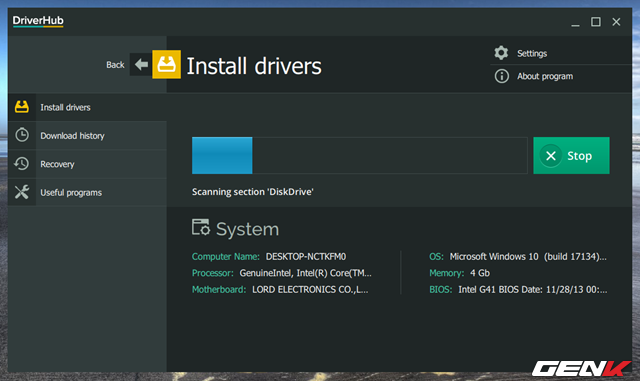 DriverHub
Back
Install drivers
Settings
About program
Install drivers
Download history
Recovery
Useful programs
Stop
Scanning section 'DiskDrive'
System
Computer Name: DESKTOP-NCTKFM0
Processor: GenuineIntel, Intel(R) Core(TM...
Motherboard: LORD ELECTRONICS CO.,L...
OS: Microsoft Windows 10 (build 17134)...
Memory: 4 Gb
BIOS: Intel G41 BIOS Date: 11/28/13 00:...
GENK